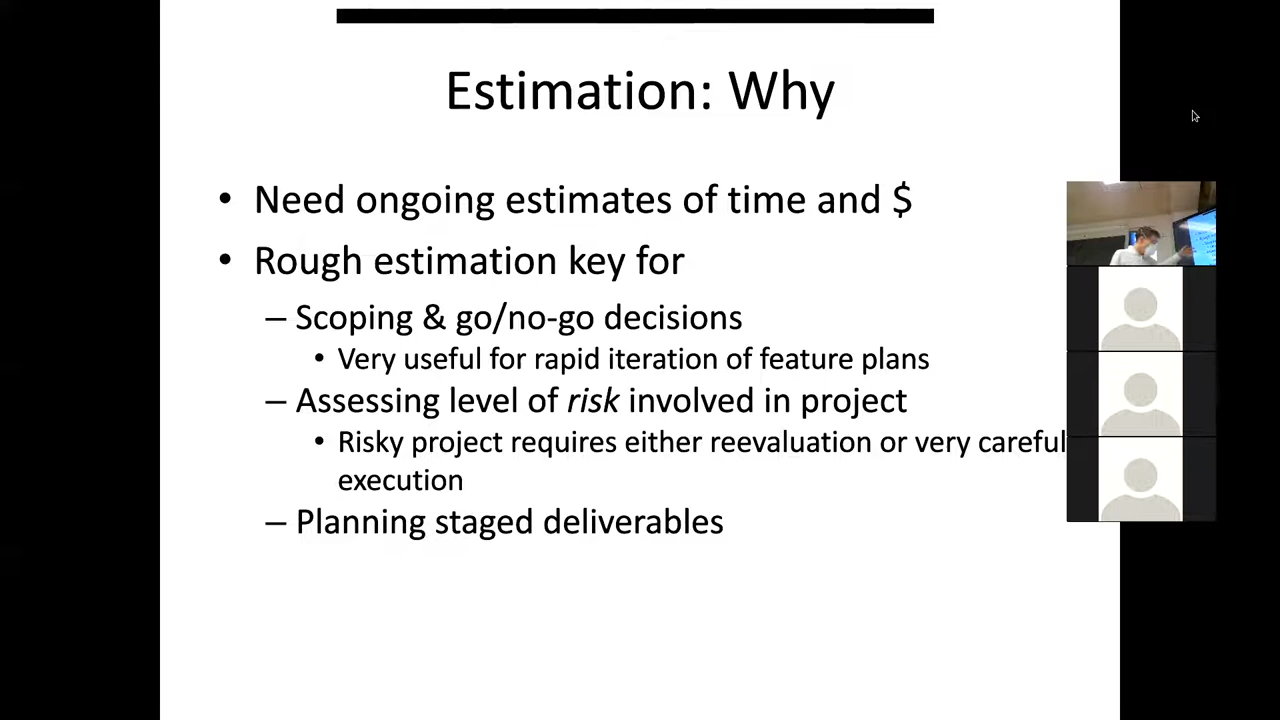 Estimation: Why
• Need ongoing estimates of time and $
• Rough estimation key for
– Scoping & go/no-go decisions
• Very useful for rapid iteration of feature plans
– Assessing level of risk involved in project
• Risky project requires either reevaluation or very careful
execution
– Planning staged deliverables